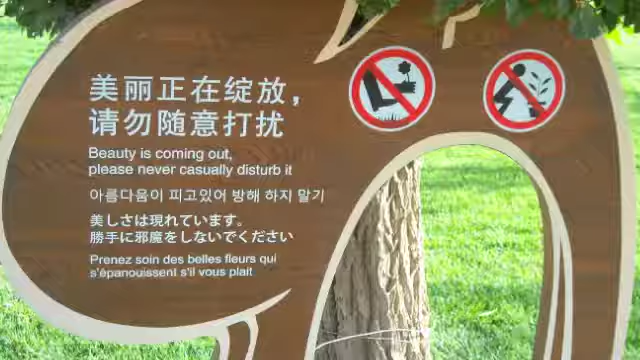 美丽正在绽放，
请勿随意打扰
Beauty is coming out,
please never casually disturb it
아름다움이 피고있어 방해 하지 말기
美しさは現れています。
勝手に邪魔をしないでください
Prenez soin des belles fleurs qui
s'épanouissent s'il vous plait